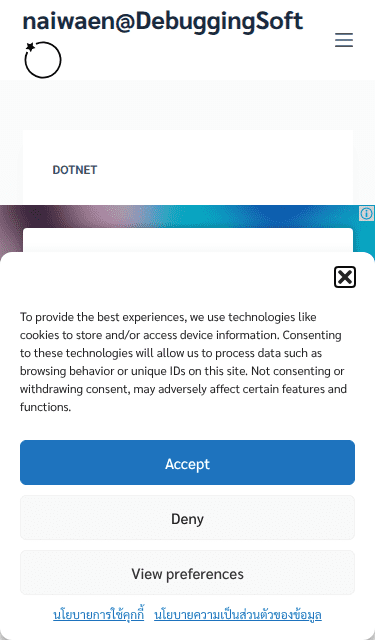 naiwaen@DebuggingSoft
DOTNET
To provide the best experiences, we use technologies like
cookies to store and/or access device information. Consenting
to these technologies will allow us to process data such as
browsing behavior or unique IDs on this site. Not consenting or
withdrawing consent, may adversely affect certain features and
functions.
Accept
Deny
View preferences
นโยบายการใช้คุกกี้ นโยบายความเป็นส่วนตัวของข้อมูล